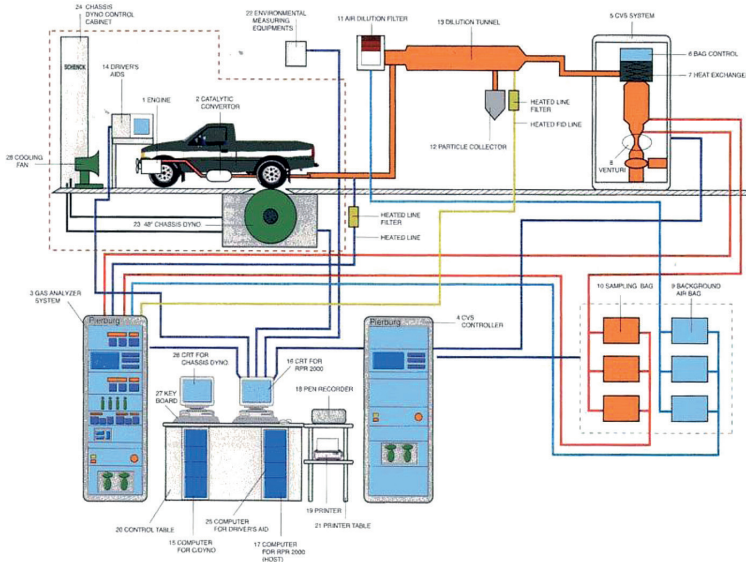 24 CHASSIS
DYNO CONTROL
CABINET
SCHENCK
14 DRIVER'S
AIDS
1 ENGINE
2 CATALYTIC
CONVERTOR
28 COOLING
FAN
23 48" CHASSIS DYNO
22 ENVIRONMENTAL
MEASURING
EQUIPMENTS
11 AIR DILUTION FILTER
13 DILUTION TUNNEL
HEATED LINE
FILTER
HEATED FID LINE
12 PARTICLE COLLECTOR
5 CVS SYSTEM
6 BAG CONTROL
7 HEAT EXCHANGE
8
VENTURI
HEATED LINE
FILTER
HEATED LINE
3 GAS ANALYZER
SYSTEM
Pierburg
26 CRT FOR
CHASSIS DYNO
16 CRT FOR
RPR 2000
27 KEY
BOARD
18 PEN RECORDER
Pierburg
4 CVS
CONTROLLER
10 SAMPLING BAG
9 BACKGROUND
AIR BAG
19 PRINTER
21 PRINTER TABLE
20 CONTROL TABLE
25 COMPUTER
FOR DRIVER'S AID
15 COMPUTER
FOR C/DYNO
17 COMPUTER
FOR RPR 2000
(HOST)